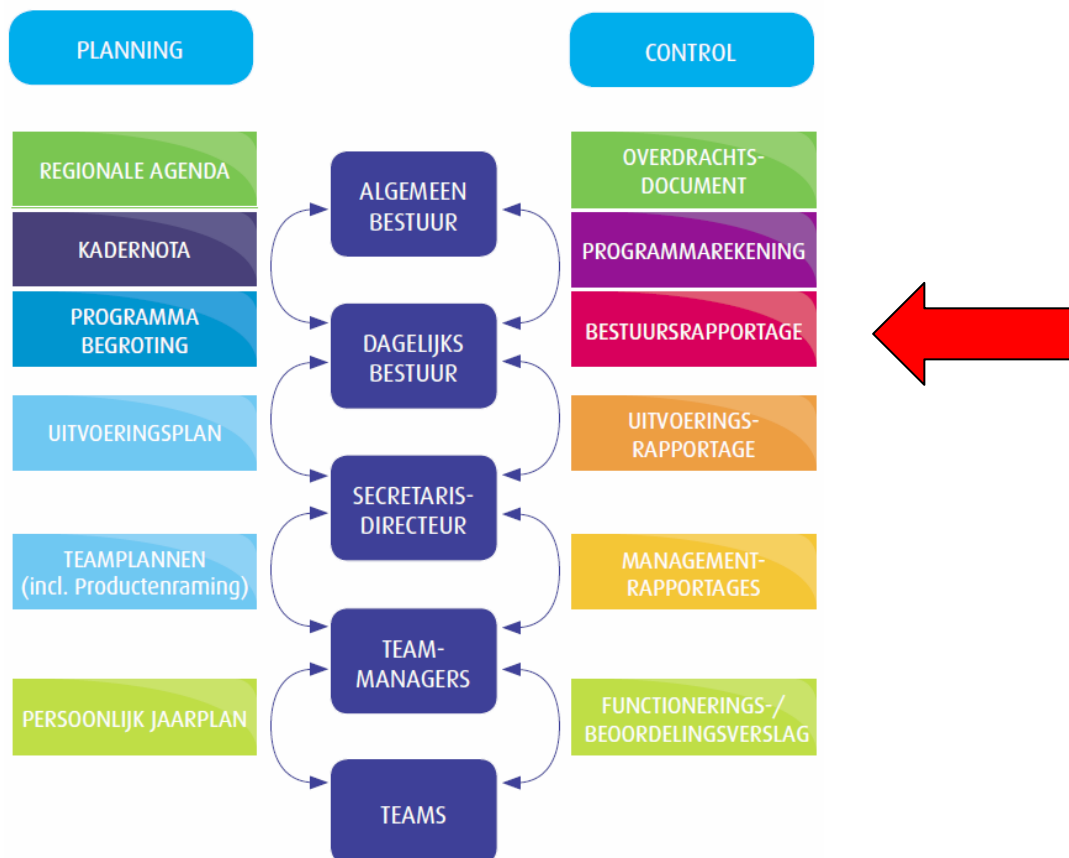 PLANNING
CONTROL
REGIONALE AGENDA
KADERNOTA
PROGRAMMA
BEGROTING
UITVOERINGSPLAN
TEAMPLANNEN
(incl. Productenraming)
PERSOONLIJK JAARPLAN
ALGEMEEN
BESTUUR
DAGELIJKS
BESTUUR
SECRETARIS-
DIRECTEUR
TEAM-
MANAGERS
TEAMS
OVERDRACHTS-
DOCUMENT
PROGRAMMAREKENING
BESTUURSRAPPORTAGE
UITVOERINGS-
RAPPORTAGE
MANAGEMENT-
RAPPORTAGES
FUNCTIONERINGS-/
BEOORDELINGSVERSLAG